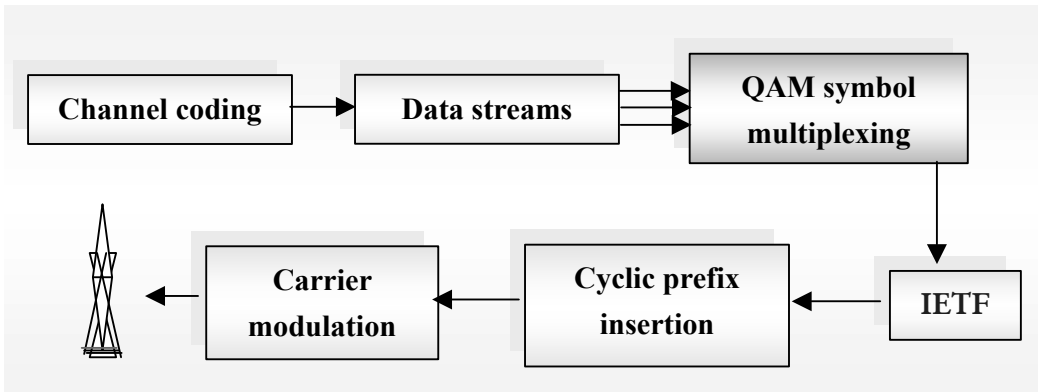 Channel coding
Data streams
QAM symbol
multiplexing
Carrier
modulation
Cyclic prefix
insertion
IETF